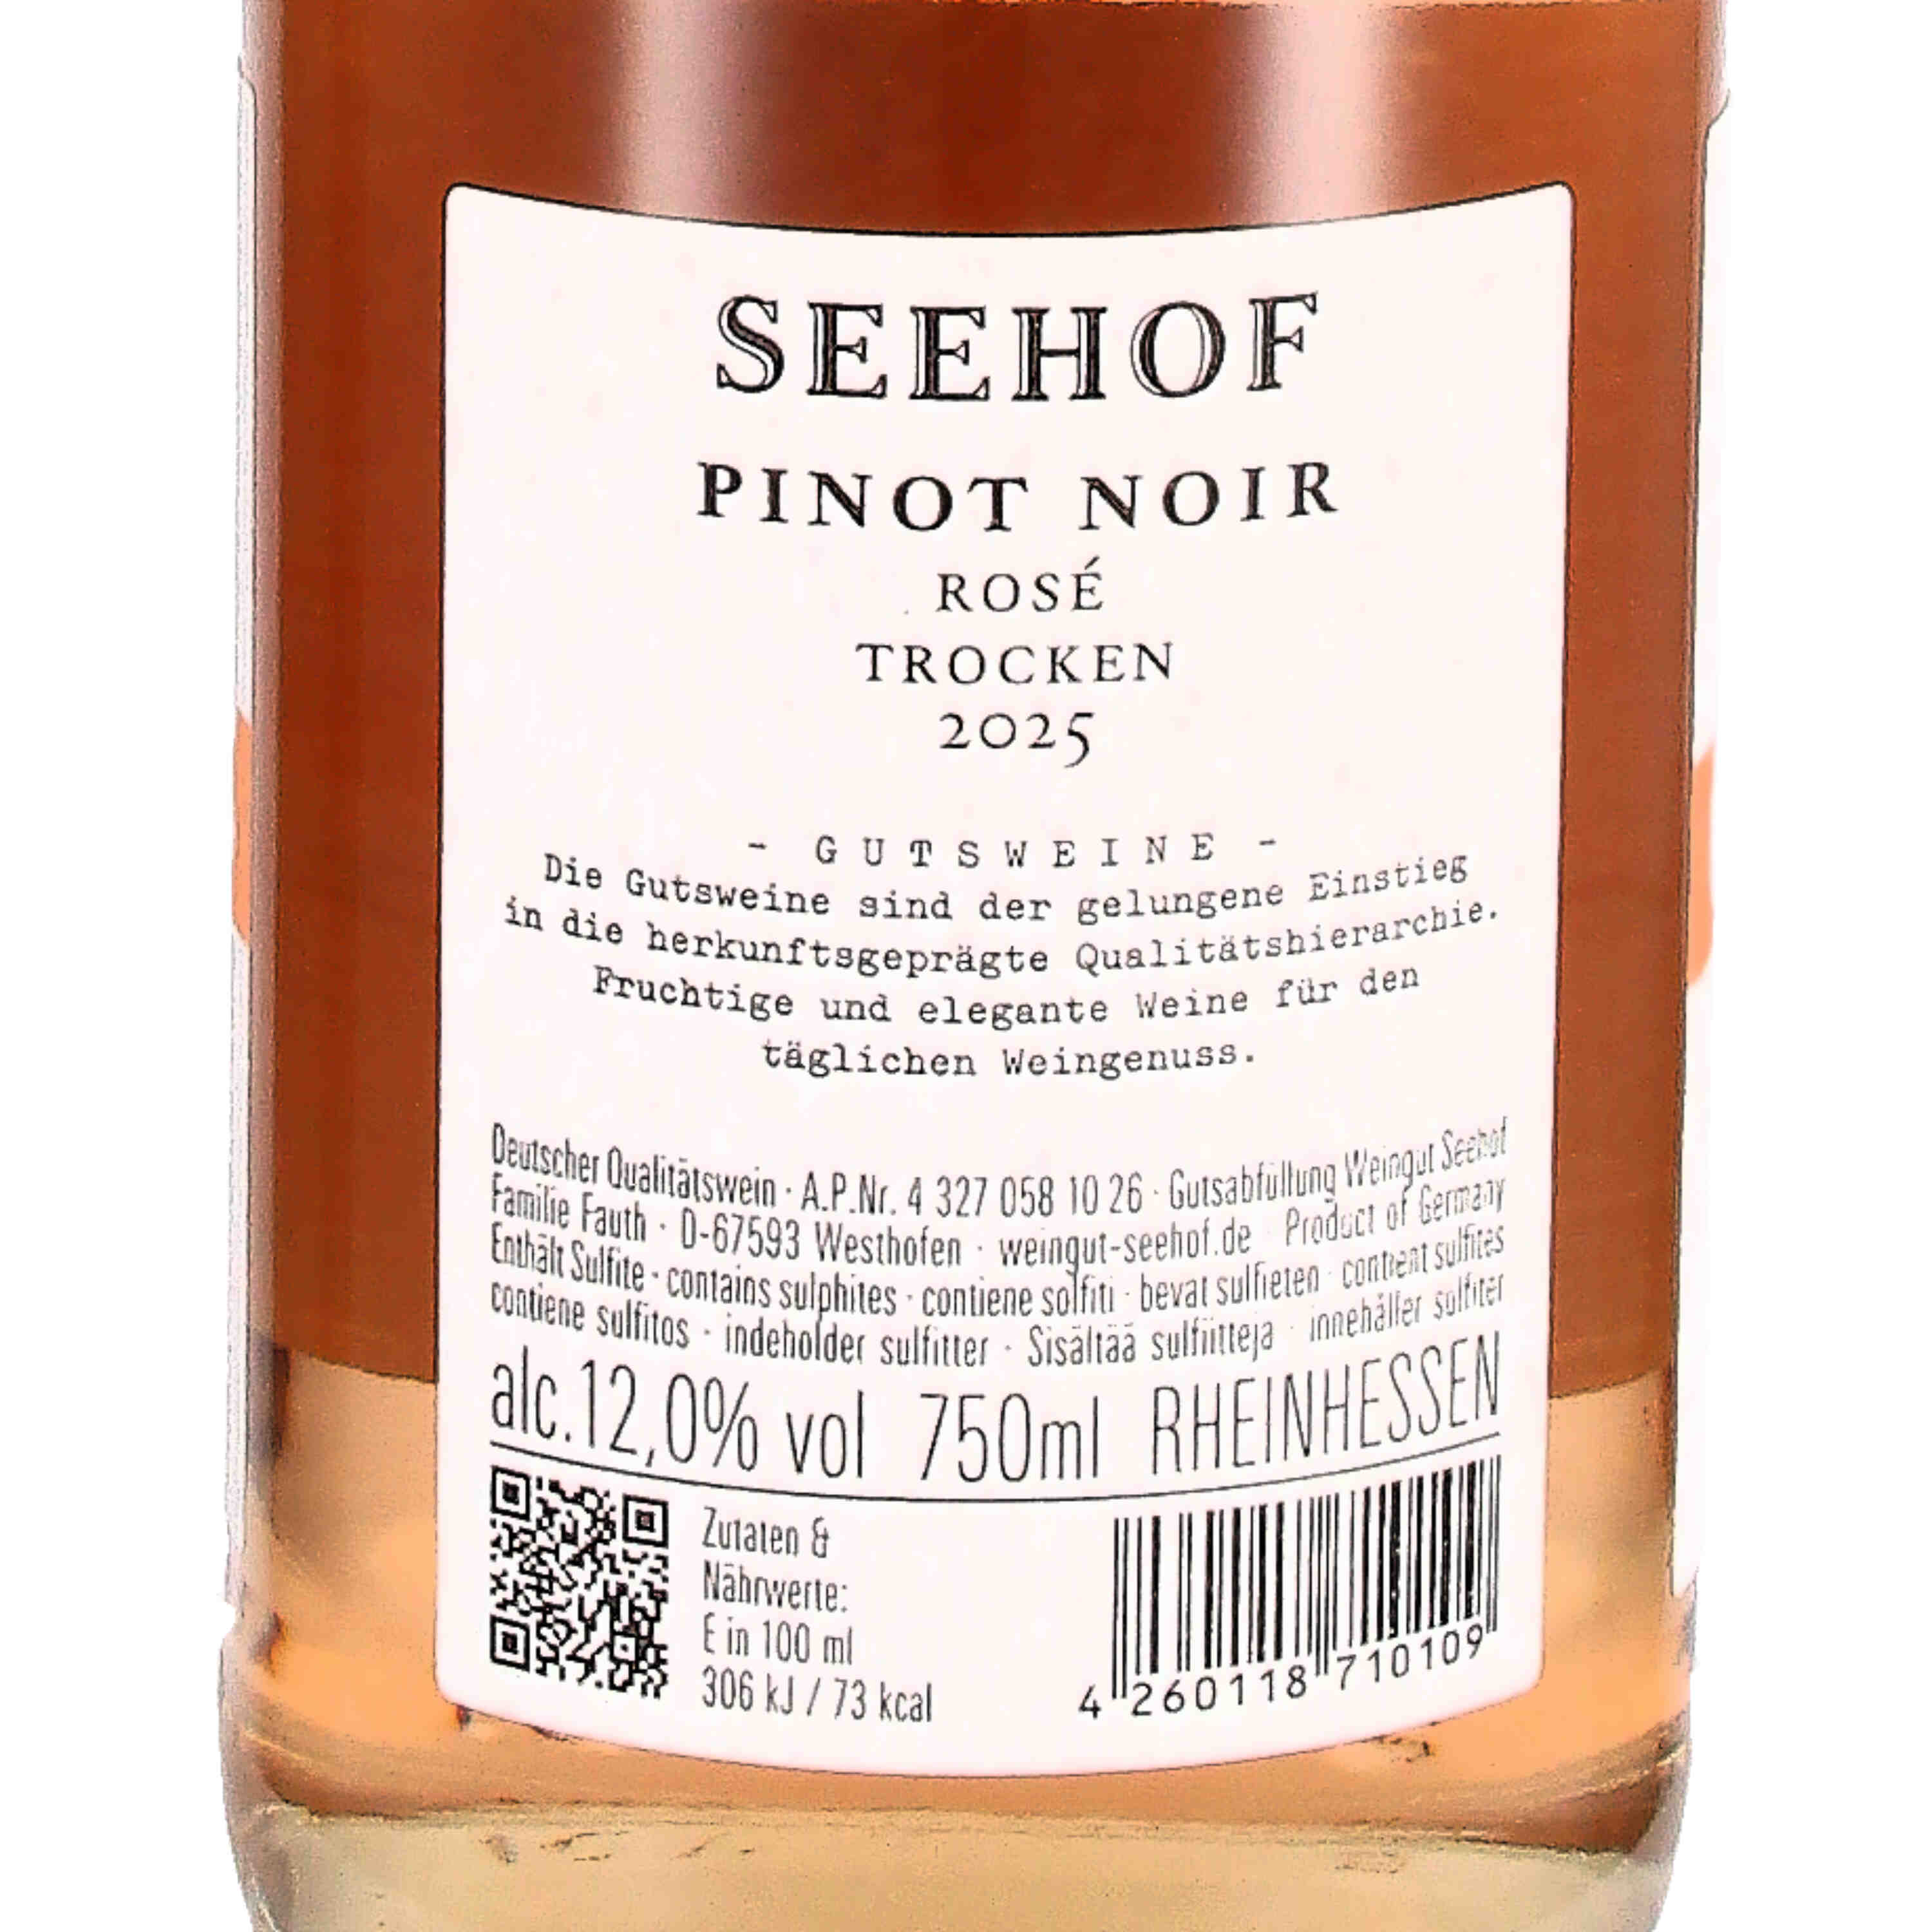 SEEHOF
PINOT NOIR
ROSÉ
TROCKEN
2025
- GUTSWEINE -
Die Gutsweine sind der gelungene Einstieg
in die herkunftsgeprägte Qualitätshierarchie.
Fruchtige und elegante Weine für den
täglichen Weingenuss.
Deutscher Qualitätswein · A.P.Nr. 4 327 058 10 26 · Gutsabfüllung Weingut Seehof
Familie Fauth · D-67593 Westhofen · weingut-seehof.de · Product of Germany
Enthält Sulfite · contains sulphites · contiene solfiti · bevat sulfieten · contient sulfites
contiene sulfitos · indeholder sulfitter · Sisältää sulfiitteja · innehåller sulfiter
alc.12,0% vol 750ml RHEINHESSEN
Zutaten &
Nährwerte:
E in 100 ml
306 kJ / 73 kcal
4 260118 710109